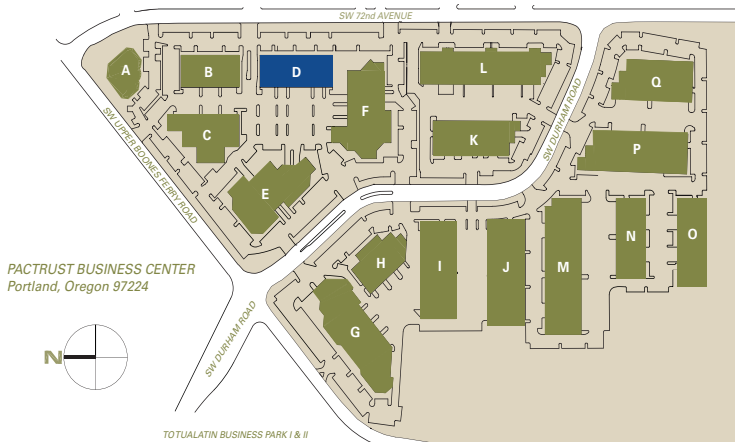 SW 72nd AVENUE
A
B
D
L
Q
F
C
K
SW DURHAM ROAD
P
SW UPPER BOONES FERRY ROAD
E
N
O
H
I
J
M
PACTRUST BUSINESS CENTER
Portland, Oregon 97224
G
SW DURHAM ROAD
N
TO TUALATIN BUSINESS PARK I & II